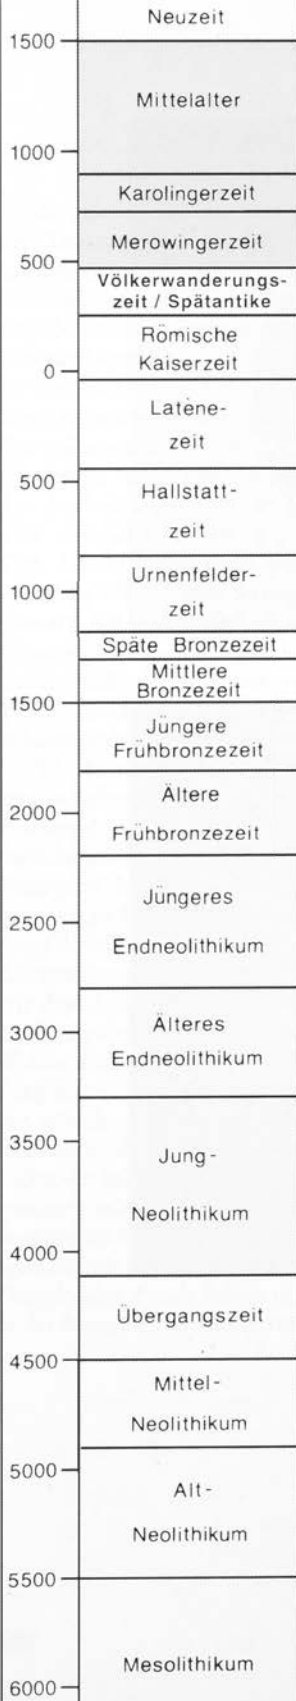 Neuzeit
1500
Mittelalter
1000
Karolingerzeit
Merowingerzeit
500
Völkerwanderungs-
zeit / Spätantike
Römische
Kaiserzeit
0
Latène-
zeit
500
Hallstatt-
zeit
Urnenfelder-
1000
zeit
Späte Bronzezeit
Mittlere
Bronzezeit
1500
Jüngere
Frühbronzezeit
Ältere
2000
Frühbronzezeit
Jüngeres
2500
Endneolithikum
Älteres
3000
Endneolithikum
3500
Jung-
Neolithikum
4000
Übergangszeit
4500
Mittel-
Neolithikum
5000
Alt-
Neolithikum
5500
Mesolithikum
6000